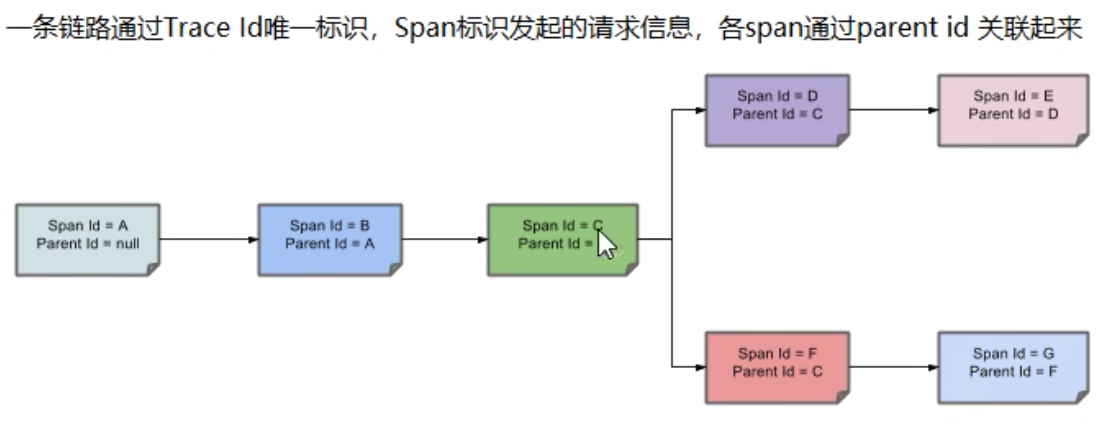 一条链路通过Trace Id唯一标识，Span标识发起的请求信息，各span通过parent id 关联起来
Span Id = D
Parent Id = C
Span Id = E
Parent Id = D
Span Id = A
Parent Id = null
Span Id = B
Parent Id = A
Span Id = C
Parent Id =
Span Id = F
Parent Id = C
Span Id = G
Parent Id = F